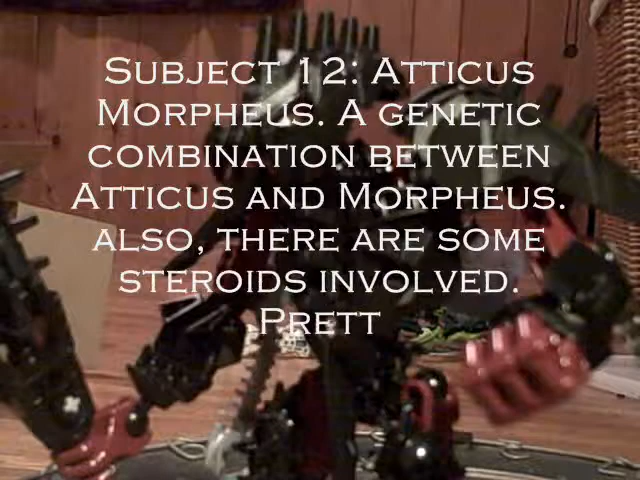 Subject 12: Atticus
Morpheus. A genetic
combination between
Atticus and Morpheus.
also, there are some
steroids involved.
Prett